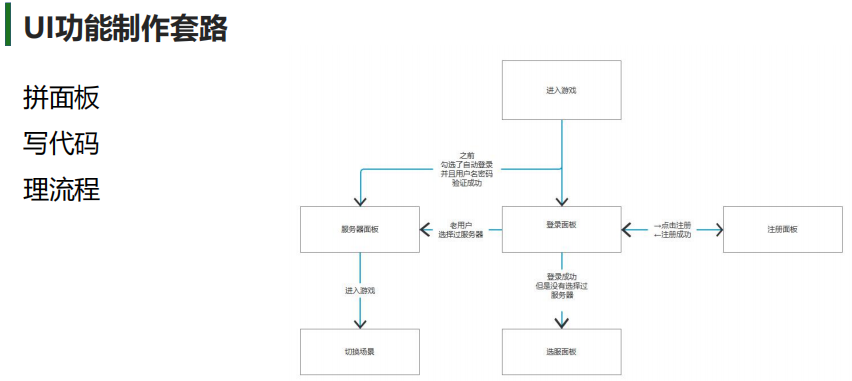 UI功能制作套路
拼面板
写代码
理流程
进入游戏
之前
勾选了自动登录
并且用户名密码
验证成功
服务器面板
老用户
选择过服务器
登录面板
→点击注册
←注册成功
注册面板
进入游戏
登录成功
但是没有选择过
服务器
切换场景
选服面板